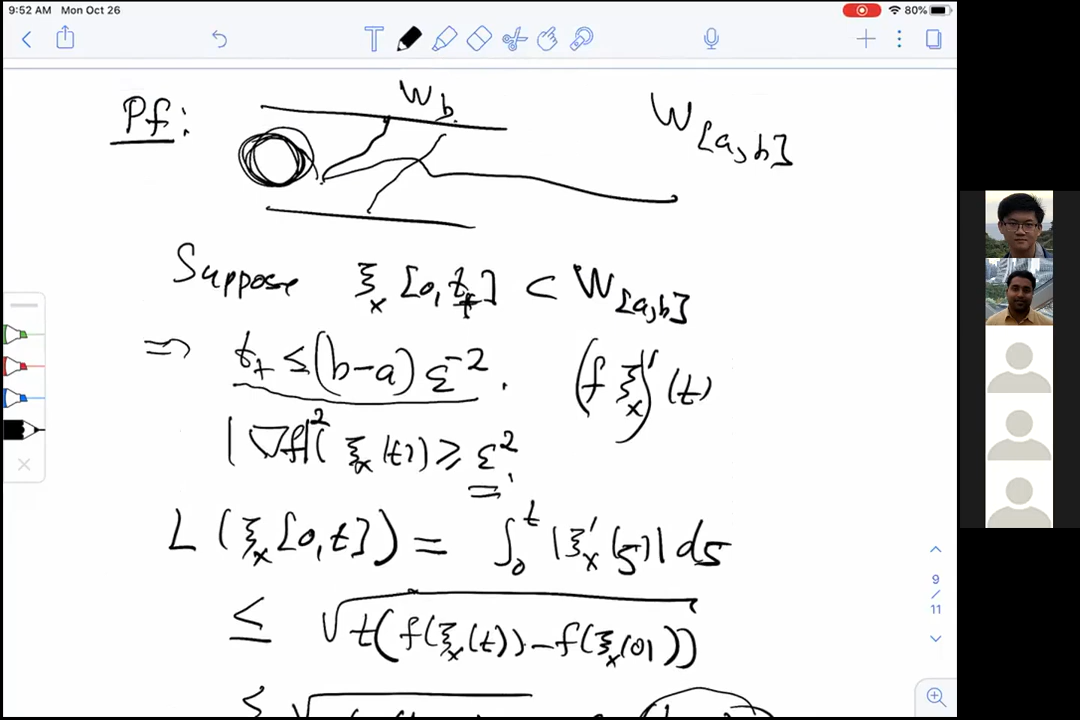 9:52 AM Mon Oct 26
80%
Pf:
W_b
W_[a,b]
Suppose ξ_x [0, t_+] ⊂ W_[a,b]
⇒ t_+ ≤ (b-a) ε^-2. (f ξ_x)'(t)
|∇f|^2 (ξ_x(t)) ≥ ε^2.
L (ξ_x [0,t]) = ∫_0^t |ξ_x'(s)| ds
≤ √t(f(ξ_x(t)) - f(ξ_x(0)))
≤
9
/
11